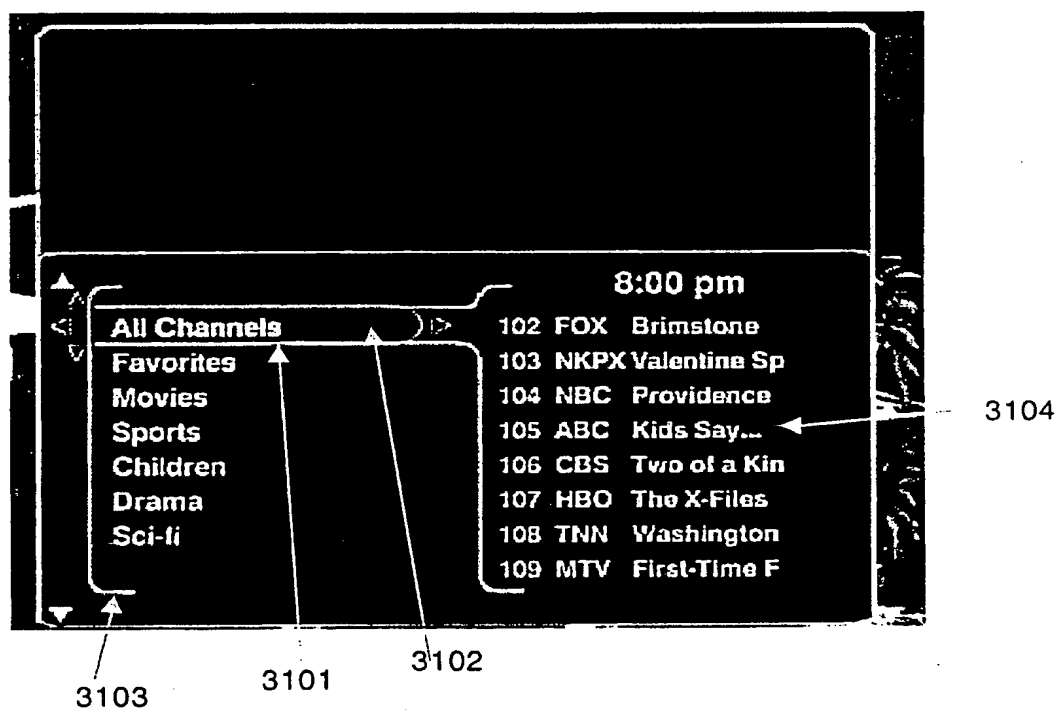 8:00 pm
All Channels
Favorites
Movies
Sports
Children
Drama
Sci-fi
102 FOX Brimstone
103 NKPX Valentine Sp
104 NBC Providence
105 ABC Kids Say...
106 CBS Two of a Kin
107 HBO The X-Files
108 TNN Washington
109 MTV First-Time F
3104
3103
3101
3102